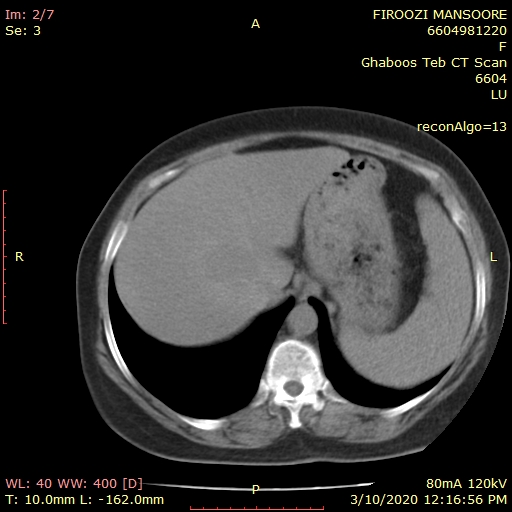 Im: 2/7
Se: 3
A
FIROOZI MANSOORE
6604981220
F
Ghaboos Teb CT Scan
6604
LU
reconAlgo=13
R
L
WL: 40 WW: 400 [D]
T: 10.0mm L: -162.0mm
P
80mA 120kV
3/10/2020 12:16:56 PM